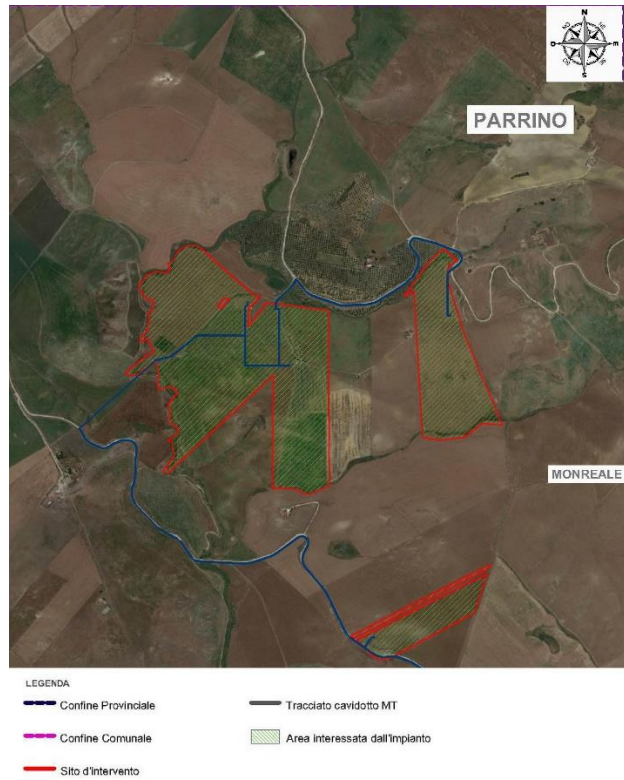 N
PARRINO
MONREALE
LEGENDA
Confine Provinciale
Tracciato cavidotto MT
Confine Comunale
Area interessata dall'Impianto
Sito d'intervento